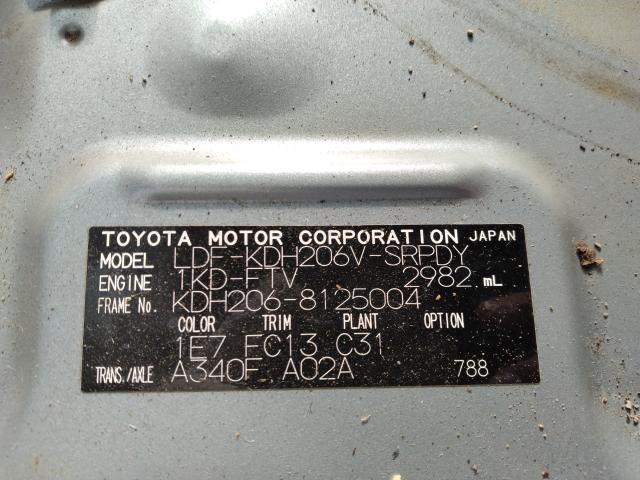 TOYOTA MOTOR CORPORATION JAPAN
MODEL LDF-KDH206V-SRPDY
ENGINE 1KD-FTV 2982 mL
FRAME No. KDH206-8125004
COLOR TRIM PLANT OPTION
1E7 FC13 C31
TRANS./AXLE A340F A02A 788